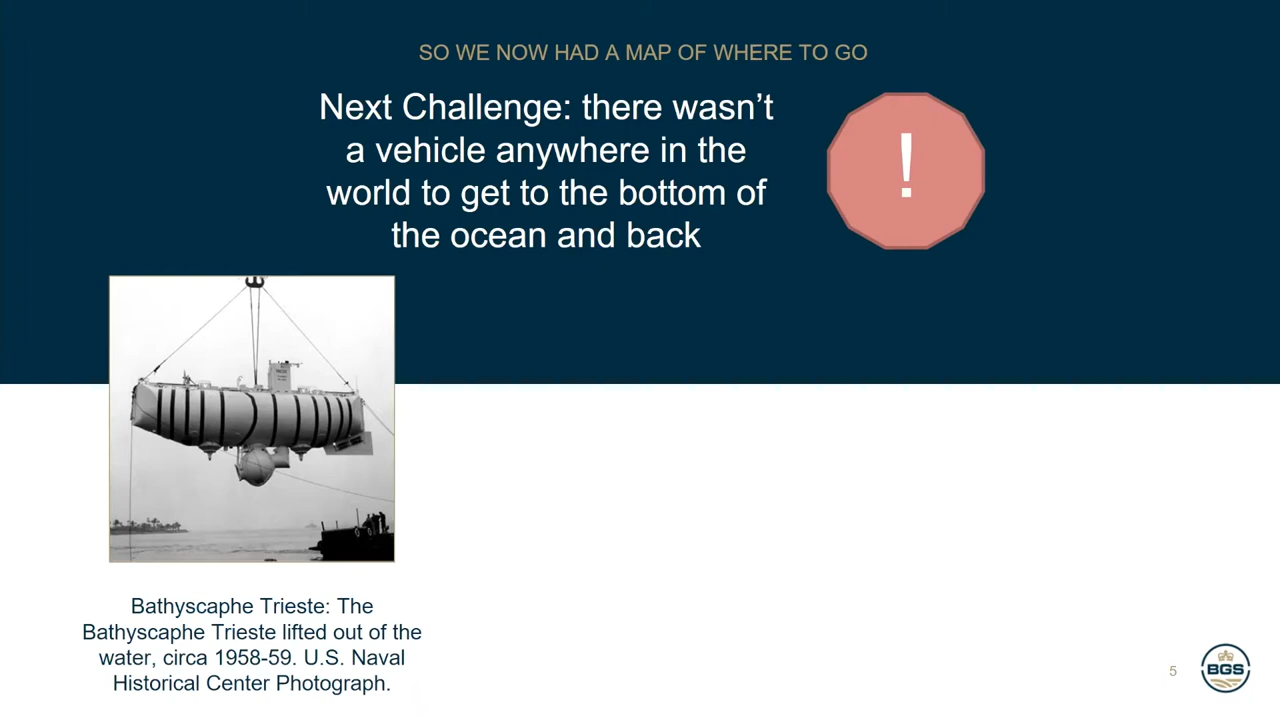 SO WE NOW HAD A MAP OF WHERE TO GO
Next Challenge: there wasn’t
a vehicle anywhere in the
world to get to the bottom of
the ocean and back
!
Bathyscaphe Trieste: The
Bathyscaphe Trieste lifted out of the
water, circa 1958-59. U.S. Naval
Historical Center Photograph.
5
BGS